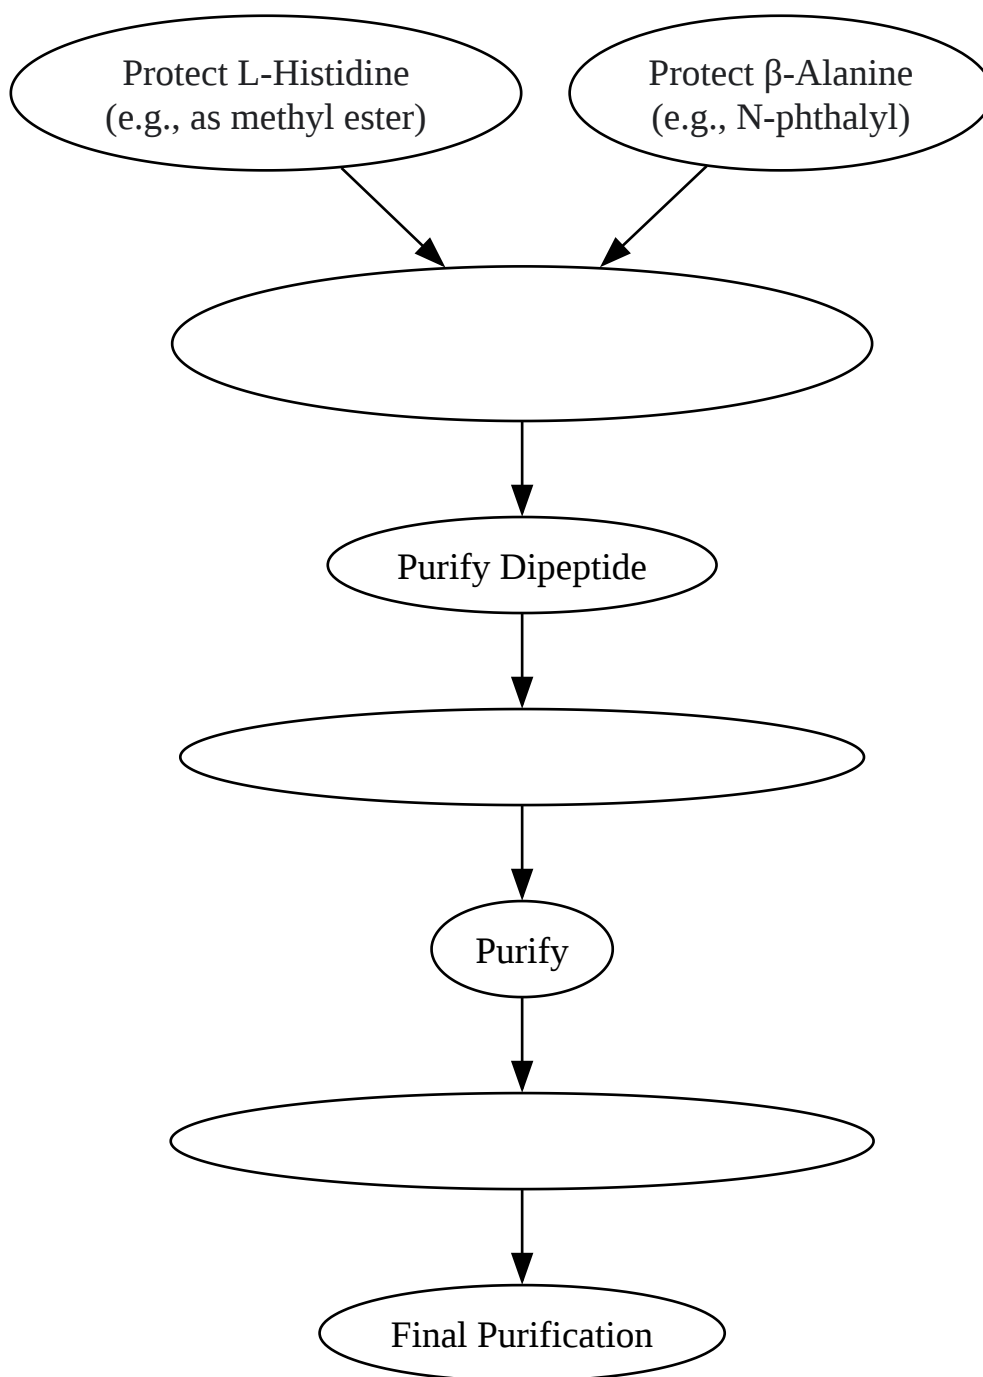 Protect L-Histidine
(e.g., as methyl ester)
Protect β-Alanine
(e.g., N-phthalyl)
Purify Dipeptide
Purify
Final Purification